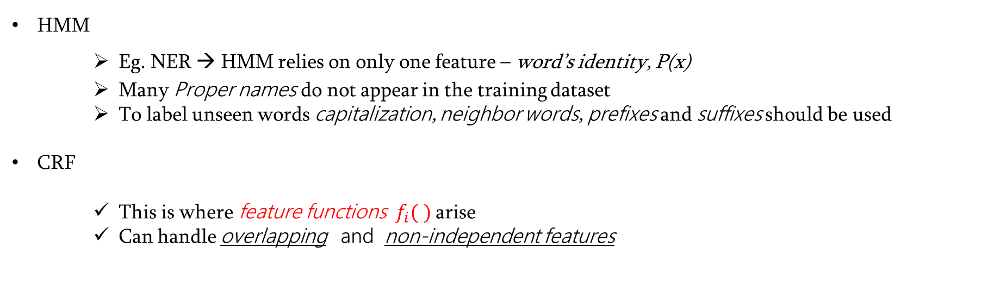 • HMM
➢ Eg. NER → HMM relies on only one feature – word's identity, P(x)
➢ Many Proper names do not appear in the training dataset
➢ To label unseen words capitalization, neighbor words, prefixes and suffixes should be used
• CRF
✓ This is where feature functions fᵢ( ) arise
✓ Can handle overlapping and non-independent features